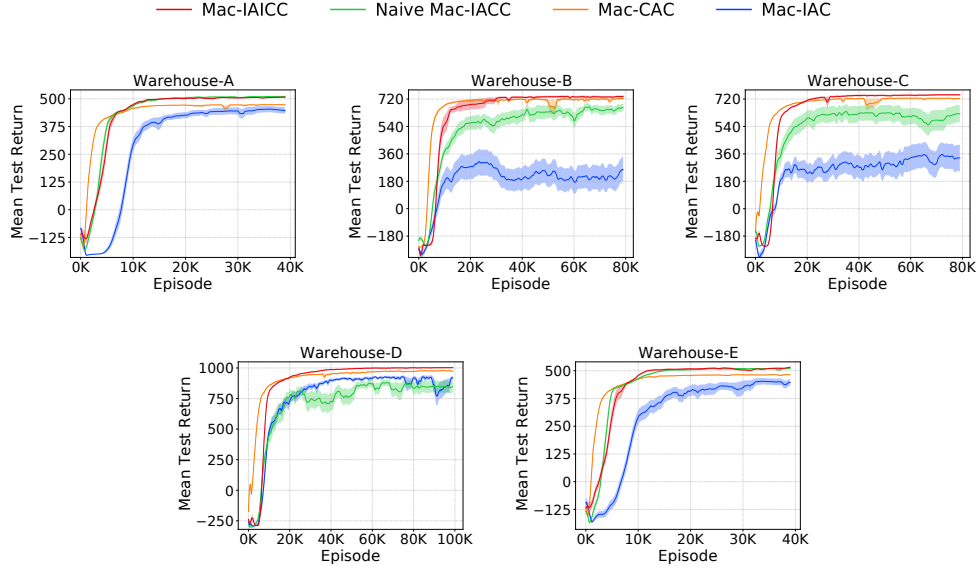 Mac-IAICC Naive Mac-IACC Mac-CAC Mac-IAC
Warehouse-A
Mean Test Return
500
375
250
125
0
−125
0K 10K 20K 30K 40K
Episode
Warehouse-B
Mean Test Return
720
540
360
180
0
−180
0K 20K 40K 60K 80K
Episode
Warehouse-C
Mean Test Return
720
540
360
180
0
−180
0K 20K 40K 60K 80K
Episode
Warehouse-D
Mean Test Return
1000
750
500
250
0
−250
0K 20K 40K 60K 80K 100K
Episode
Warehouse-E
Mean Test Return
500
375
250
125
0
−125
0K 10K 20K 30K 40K
Episode